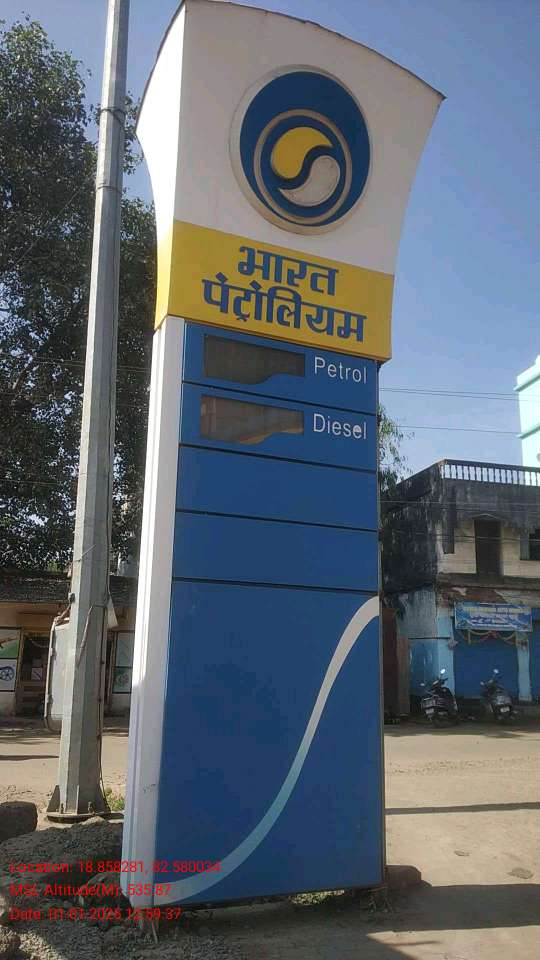 भारत
पेट्रोलियम
Petrol
Diesel
Location: 18.858281, 82.580034
MSL Altitude(M): 535.87